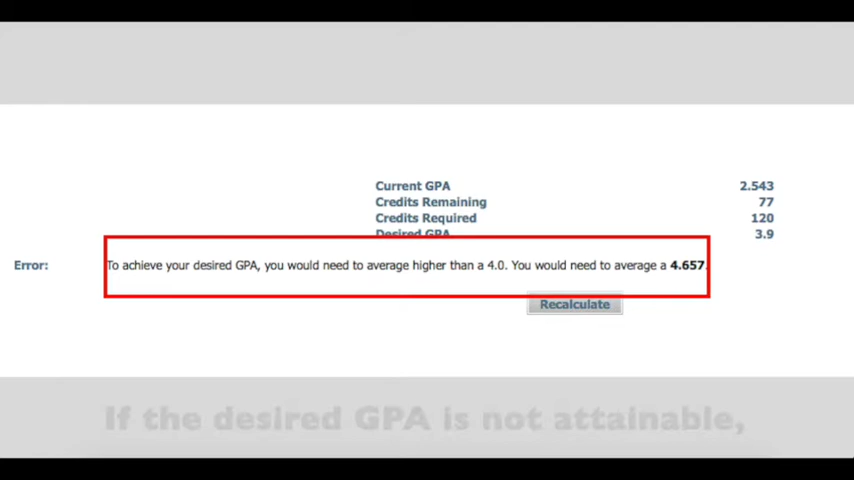 Current GPA 2.543
Credits Remaining 77
Credits Required 120
Desired GPA 3.9
Error: To achieve your desired GPA, you would need to average higher than a 4.0. You would need to average a 4.657.
Recalculate
If the desired GPA is not attainable,